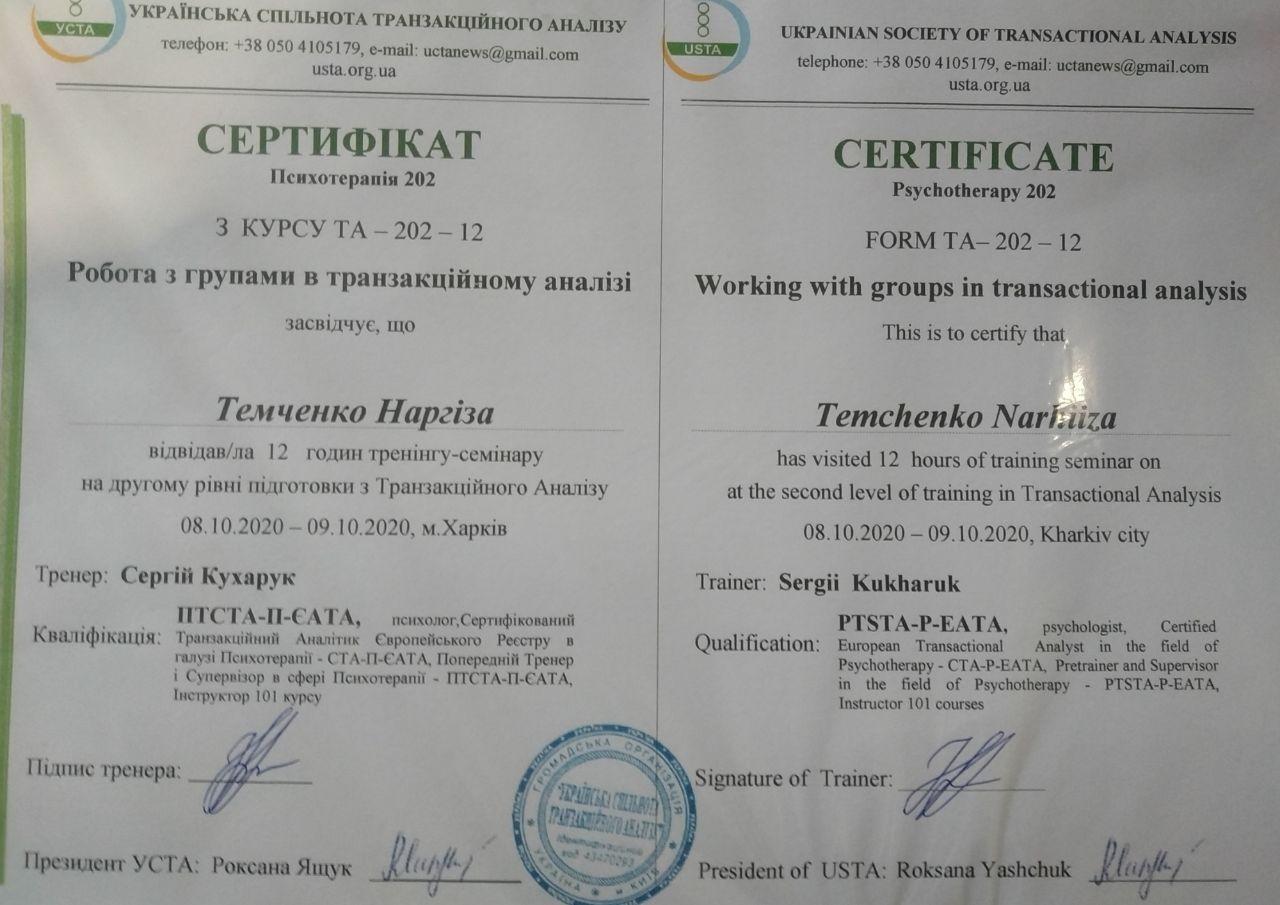 УСТА
УКРАЇНСЬКА СПІЛЬНОТА ТРАНЗАКЦІЙНОГО АНАЛІЗУ
телефон: +38 050 4105179, e-mail: uctanews@gmail.com
usta.org.ua
СЕРТИФІКАТ
Психотерапія 202
З КУРСУ ТА – 202 – 12
Робота з групами в транзакційному аналізі
засвідчує, що
Темченко Наргіза
відвідав/ла 12 годин тренінгу-семінару
на другому рівні підготовки з Транзакційного Аналізу
08.10.2020 – 09.10.2020, м.Харків
Тренер: Сергій Кухарук
Кваліфікація: ПТСТА-П-ЄАТА, психолог,Сертифікований
Транзакційний Аналітик Європейського Реєстру в
галузі Психотерапії - СТА-П-ЄАТА, Попередній Тренер
і Супервізор в сфері Психотерапії - ПТСТА-П-ЄАТА,
Інструктор 101 курсу
Підпис тренера:
Президент УСТА: Роксана Ящук
USTA
UKPAINIAN SOCIETY OF TRANSACTIONAL ANALYSIS
telephone: +38 050 4105179, e-mail: uctanews@gmail.com
usta.org.ua
CERTIFICATE
Psychotherapy 202
FORM TA– 202 – 12
Working with groups in transactional analysis
This is to certify that
Temchenko Narhiiza
has visited 12 hours of training seminar on
at the second level of training in Transactional Analysis
08.10.2020 – 09.10.2020, Kharkiv city
Trainer: Sergii Kukharuk
Qualification: PTSTA-P-EATA, psychologist, Certified
European Transactional Analyst in the field of
Psychotherapy - CTA-P-EATA, Pretrainer and Supervisor
in the field of Psychotherapy - PTSTA-P-EATA,
Instructor 101 courses
Signature of Trainer:
President of USTA: Roksana Yashchuk
ГРОМАДСЬКА ОРГАНІЗАЦІЯ
УКРАЇНСЬКА СПІЛЬНОТА
ТРАНЗАКЦІЙНОГО АНАЛІЗУ
Ідентифікаційний
код 43470293
УКРАЇНА * м КИЇВ